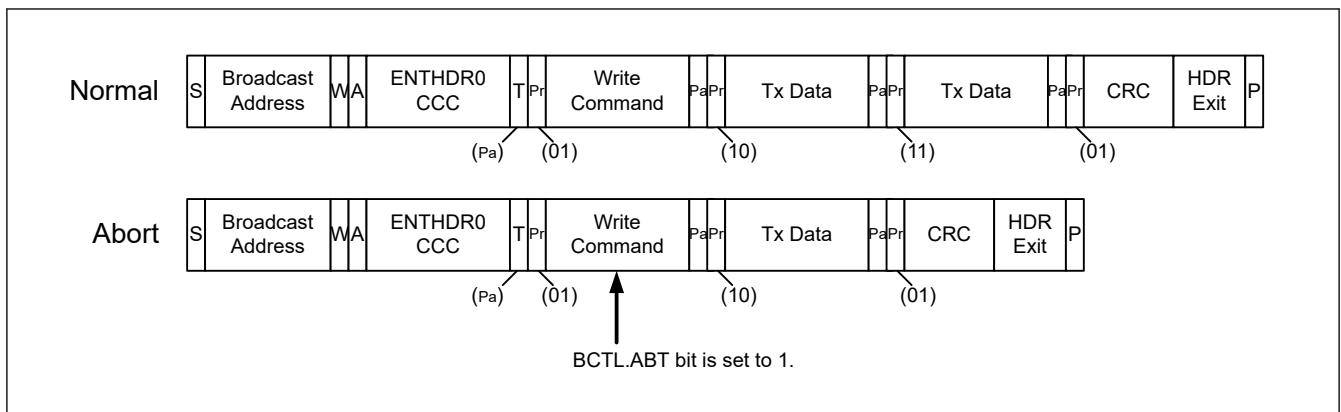 Normal S Broadcast Address W A ENTHDR0 CCC T Pr Write Command Pa Pr Tx Data Pa Pr Tx Data Pa Pr CRC HDR Exit P
(Pa) (01) (10) (11) (01)
Abort S Broadcast Address W A ENTHDR0 CCC T Pr Write Command Pa Pr Tx Data Pa Pr CRC HDR Exit P
(Pa) (01) (10) (01)
BCTL.ABT bit is set to 1.